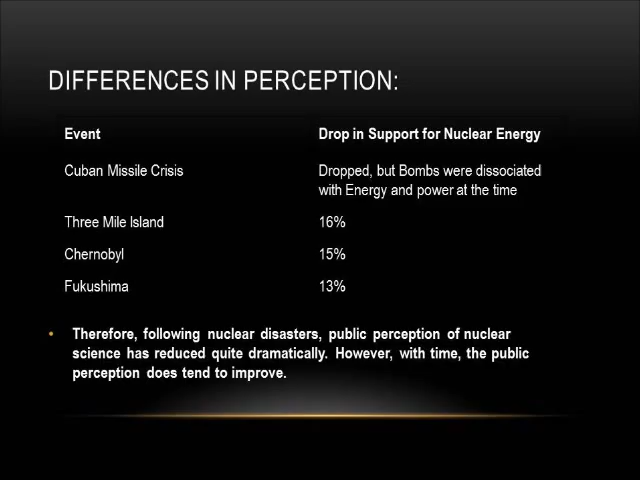 DIFFERENCES IN PERCEPTION:
Event Drop in Support for Nuclear Energy
Cuban Missile Crisis Dropped, but Bombs were dissociated
with Energy and power at the time
Three Mile Island 16%
Chernobyl 15%
Fukushima 13%
• Therefore, following nuclear disasters, public perception of nuclear
science has reduced quite dramatically. However, with time, the public
perception does tend to improve.